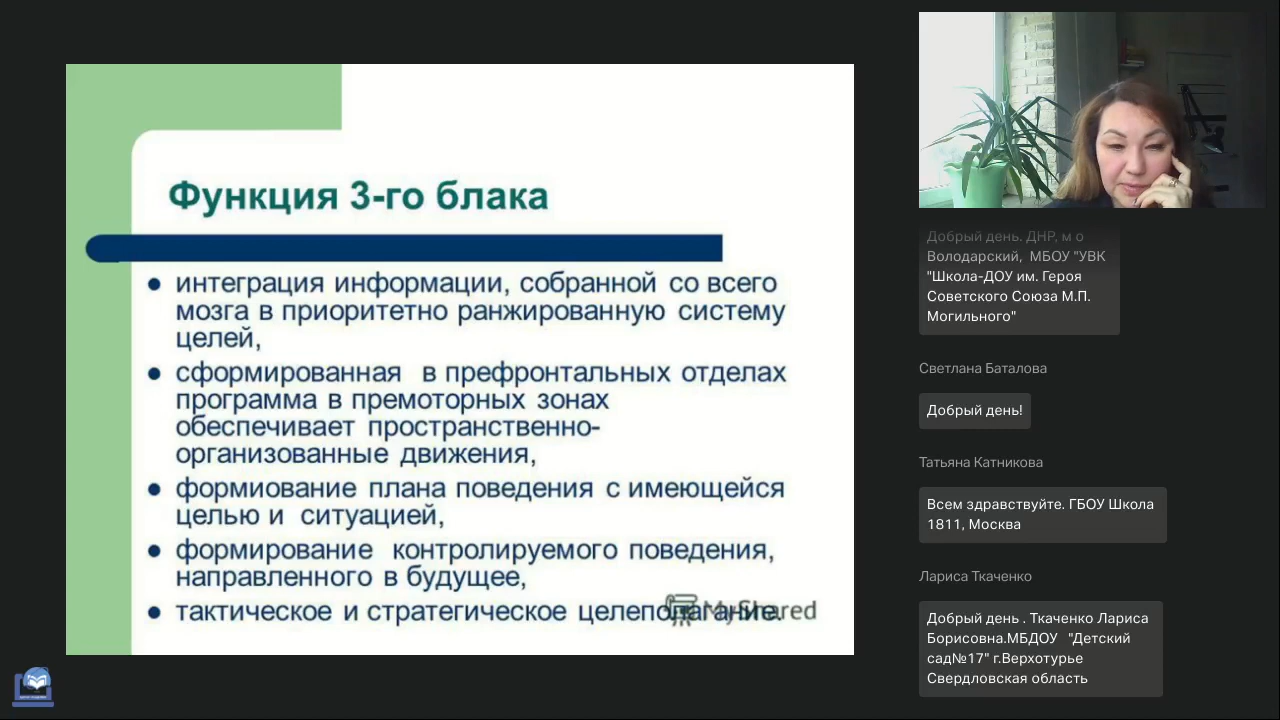 Функция 3-го блака
• интеграция информации, собранной со всего
мозга в приоритетно ранжированную систему
целей,
• сформированная в префронтальных отделах
программа в премоторных зонах
обеспечивает пространственно-
организованные движения,
• формиование плана поведения с имеющейся
целью и ситуацией,
• формирование контролируемого поведения,
направленного в будущее,
• тактическое и стратегическое целеполагание.
MyShared
Добрый день. ДНР, м о
Володарский, МБОУ "УВК
"Школа-ДОУ им. Героя
Советского Союза М.П.
Могильного"
Светлана Баталова
Добрый день!
Татьяна Катникова
Всем здравствуйте. ГБОУ Школа
1811, Москва
Лариса Ткаченко
Добрый день . Ткаченко Лариса
Борисовна.МБДОУ "Детский
сад№17" г.Верхотурье
Свердловская область